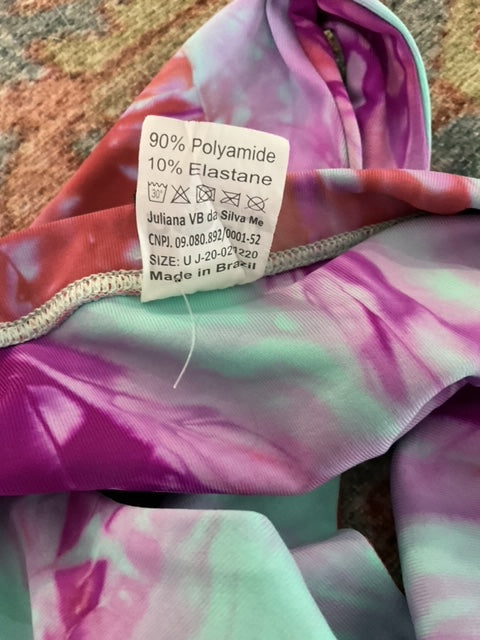 90% Polyamide
10% Elastane
30°
Juliana VB da Silva Me
CNPJ. 09.080.892/0001-52
SIZE: U
Made in Brazil